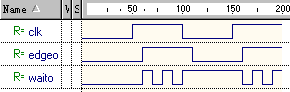 Name △ V S 50 100 150 200
R= clk
R= edgeo
R= waito